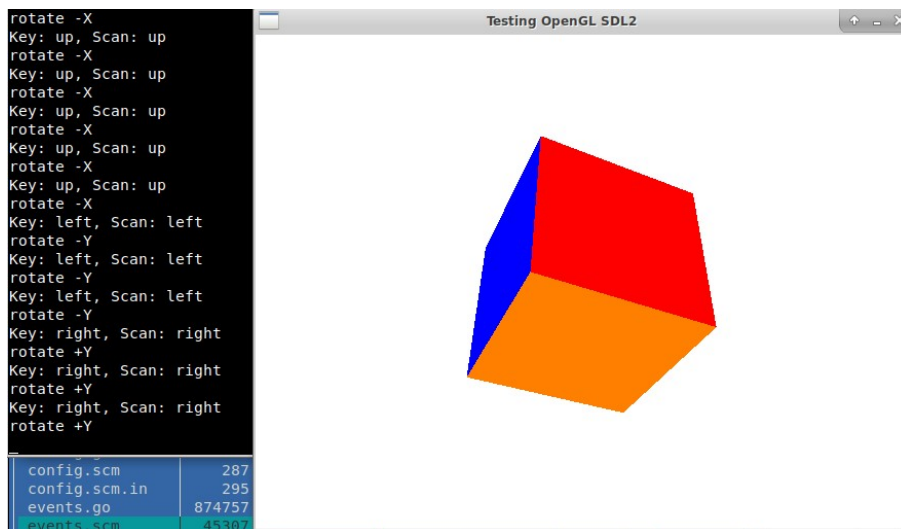 rotate -X
Key: up, Scan: up
rotate -X
Key: up, Scan: up
rotate -X
Key: up, Scan: up
rotate -X
Key: up, Scan: up
rotate -X
Key: up, Scan: up
rotate -X
Key: left, Scan: left
rotate -Y
Key: left, Scan: left
rotate -Y
Key: left, Scan: left
rotate -Y
Key: right, Scan: right
rotate +Y
Key: right, Scan: right
rotate +Y
Key: right, Scan: right
rotate +Y
config.scm 287
config.scm.in 295
events.go 874757
events.scm 45307
Testing OpenGL SDL2